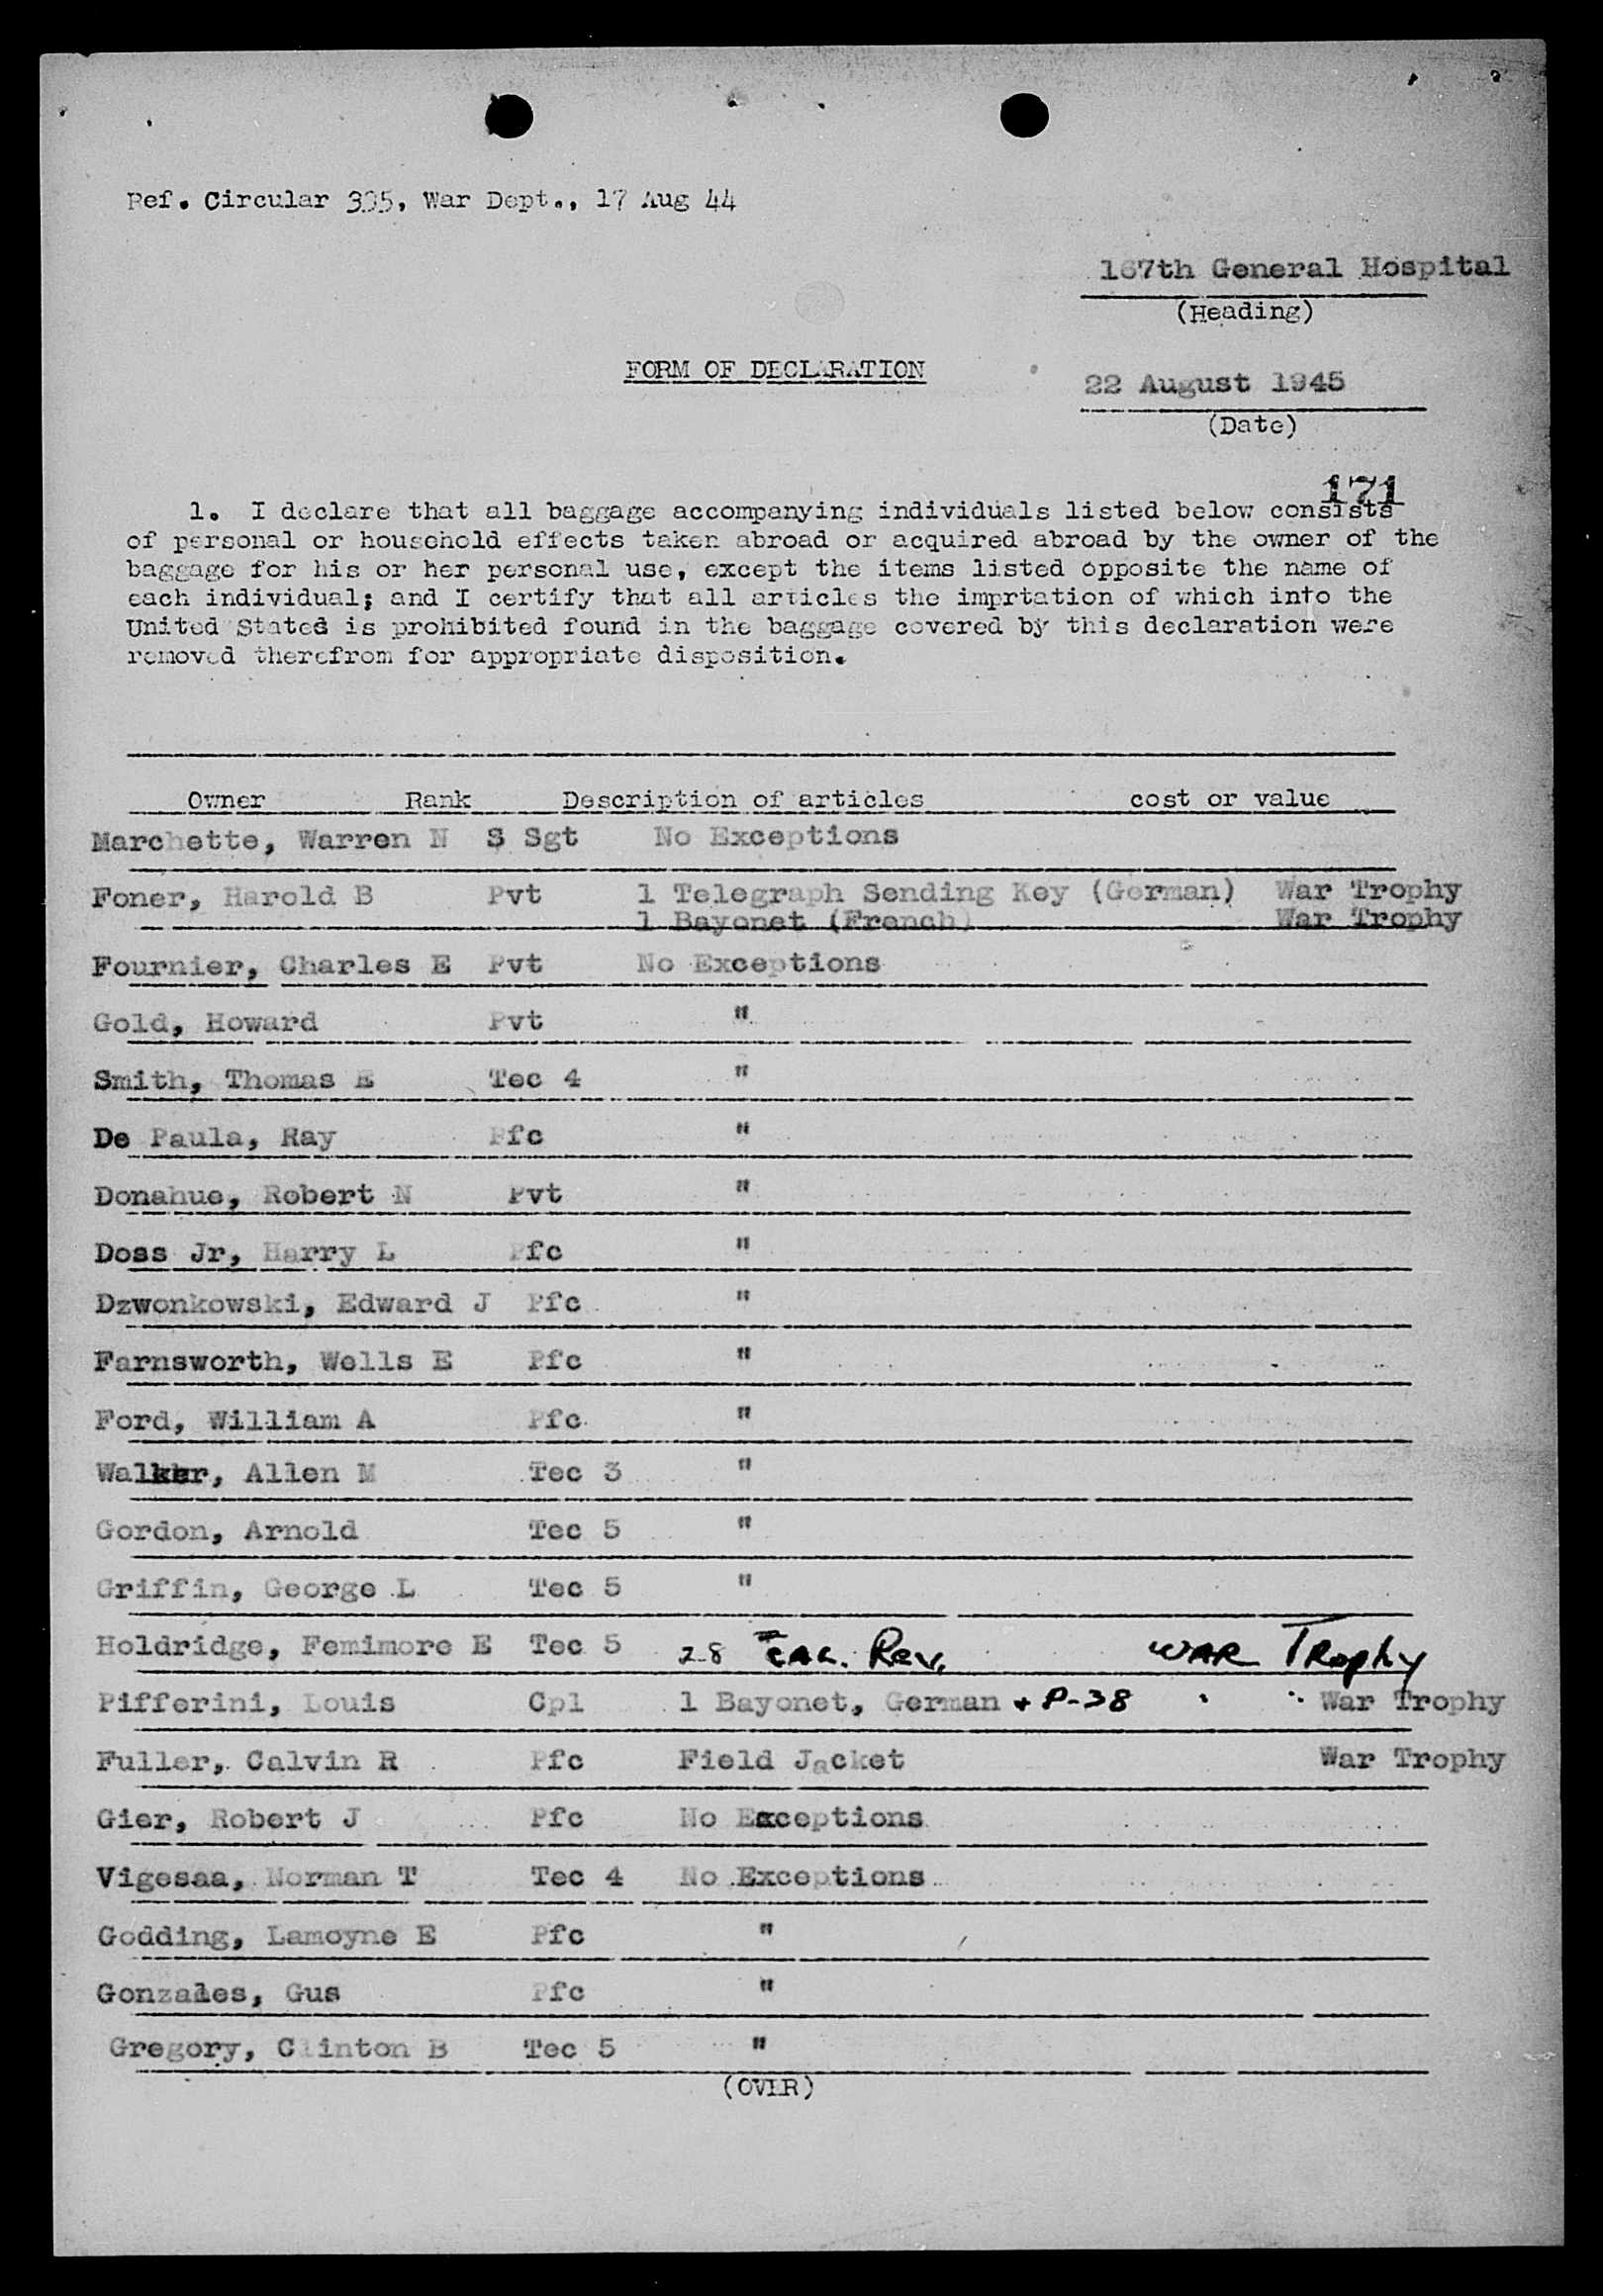 Ref. Circular 335, War Dept., 17 Aug 44
167th General Hospital
(Heading)
FORM OF DECLARATION
22 August 1945
(Date)
171
1. I declare that all baggage accompanying individuals listed below consists
of personal or household effects taken abroad or acquired abroad by the owner of the
baggage for his or her personal use, except the items listed opposite the name of
each individual; and I certify that all articles the imprtation of which into the
United States is prohibited found in the baggage covered by this declaration were
removed therefrom for appropriate disposition.
Owner Rank Description of articles cost or value
Marchette, Warren N S Sgt No Exceptions
Foner, Harold B Pvt 1 Telegraph Sending Key (German) War Trophy
1 Bayonet (French) War Trophy
Fournier, Charles E Pvt No Exceptions
Gold, Howard Pvt "
Smith, Thomas E Tec 4 "
De Paula, Ray Pfc "
Donahue, Robert N Pvt "
Doss Jr, Harry L Pfc "
Dzwonkowski, Edward J Pfc "
Farnsworth, Wells E Pfc "
Ford, William A Pfc "
Walker, Allen M Tec 3 "
Gordon, Arnold Tec 5 "
Griffin, George L Tec 5 "
Holdridge, Femimore E Tec 5 28 CAL. Rev. WAR TRophy
Pifferini, Louis Cpl 1 Bayonet, German + P-38 " War Trophy
Fuller, Calvin R Pfc Field Jacket War Trophy
Gier, Robert J Pfc No Exceptions
Vigesaa, Norman T Tec 4 No Exceptions
Godding, Lamoyne E Pfc "
Gonzales, Gus Pfc "
Gregory, Clinton B Tec 5 "
(OVER)